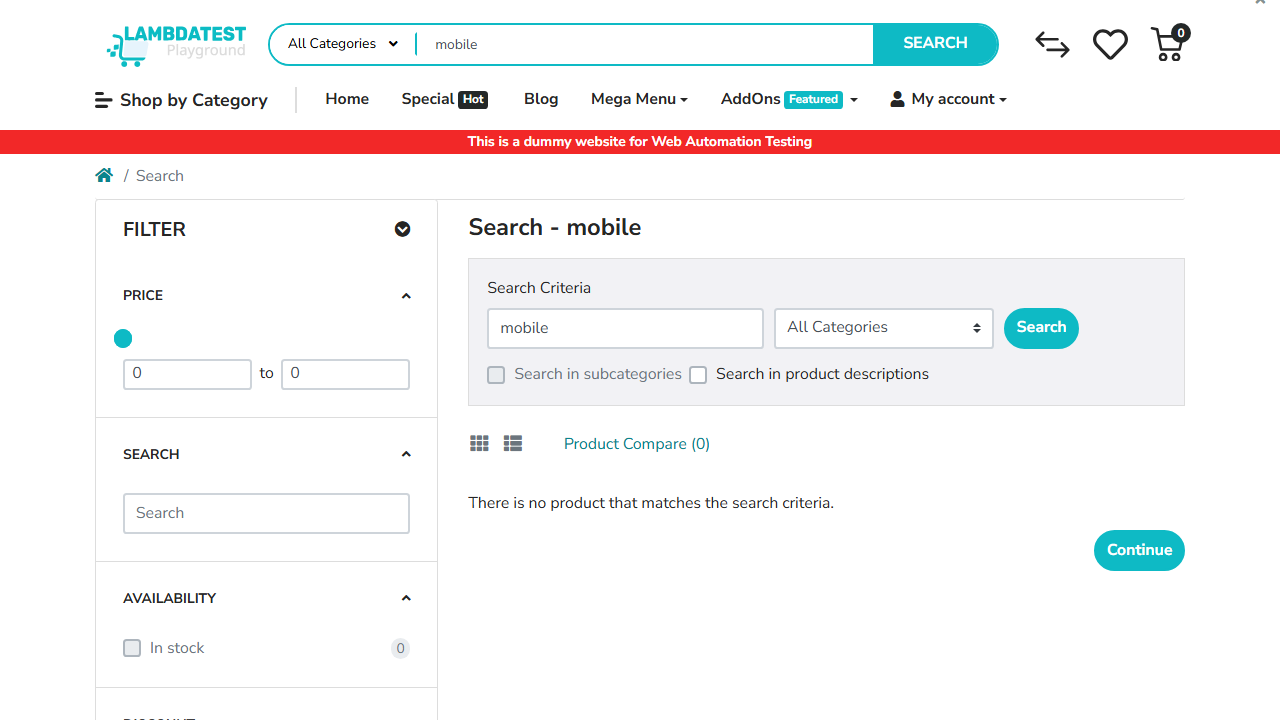 LAMBDATEST
Playground
All Categories
mobile
SEARCH
0
Shop by Category
Home
Special Hot
Blog
Mega Menu
AddOns Featured
My account
This is a dummy website for Web Automation Testing
/ Search
FILTER
PRICE
0 to 0
SEARCH
Search
AVAILABILITY
In stock 0
Search - mobile
Search Criteria
mobile
All Categories
Search
Search in subcategories
Search in product descriptions
Product Compare (0)
There is no product that matches the search criteria.
Continue